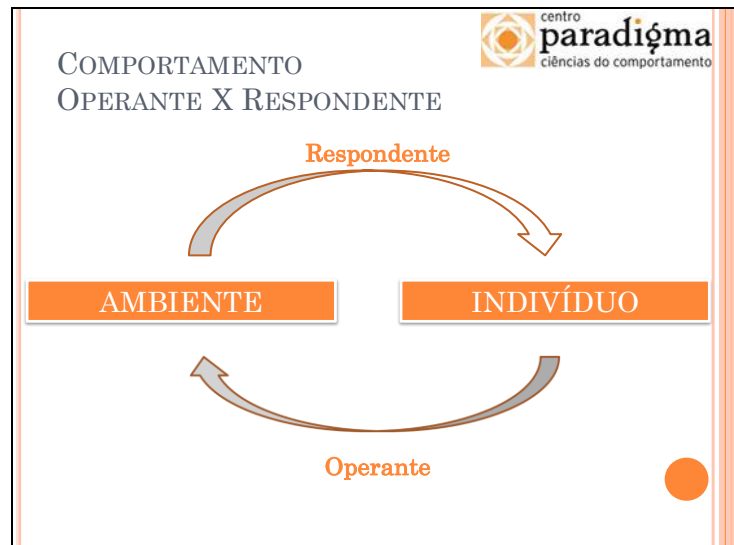 centro
paradigma
ciências do comportamento
COMPORTAMENTO
OPERANTE X RESPONDENTE
Respondente
AMBIENTE
INDIVÍDUO
Operante